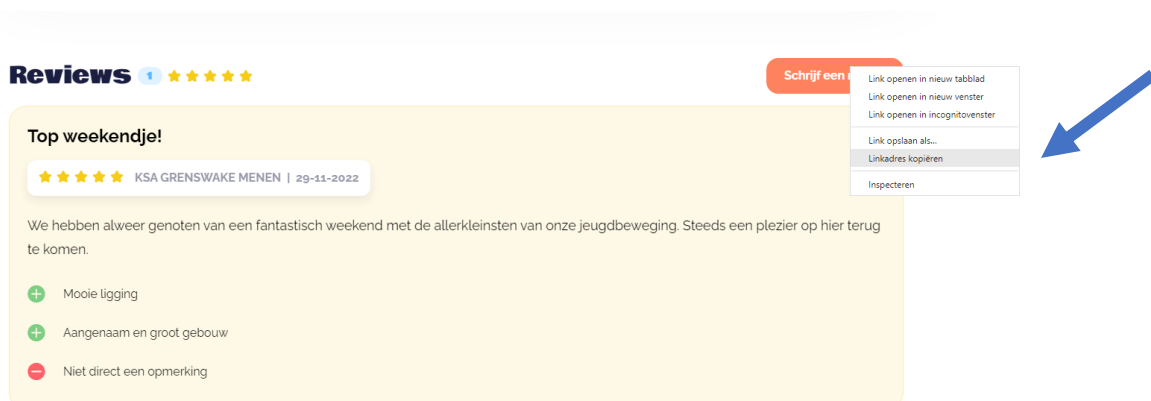 Reviews 1
Schrijf een
Link openen in nieuw tabblad
Link openen in nieuw venster
Link openen in incognitovenster
Link opslaan als...
Linkadres kopiëren
Inspecteren
Top weekendje!
KSA GRENSWAKE MENEN | 29-11-2022
We hebben alweer genoten van een fantastisch weekend met de allerkleinsten van onze jeugdbeweging. Steeds een plezier op hier terug
te komen.
Mooie ligging
Aangenaam en groot gebouw
Niet direct een opmerking